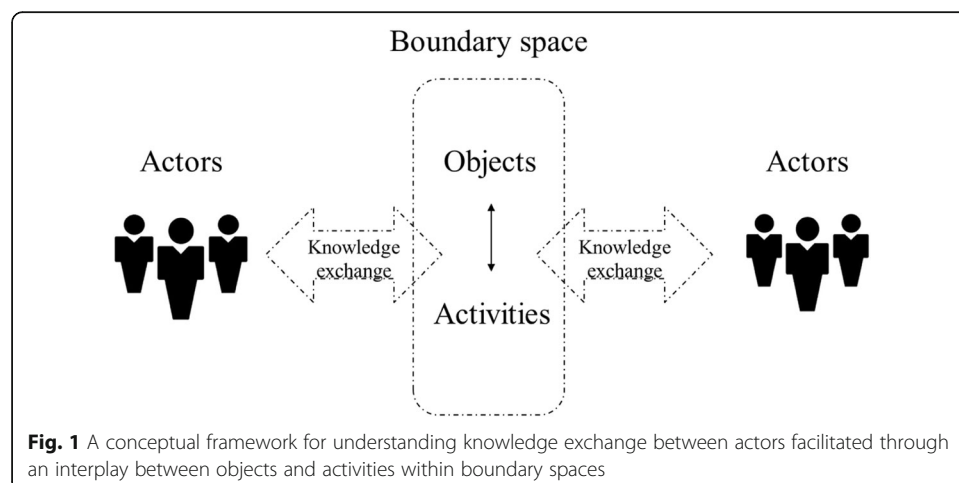 Boundary space
Actors
Objects
Actors
Knowledge
exchange
Knowledge
exchange
Activities
Fig. 1 A conceptual framework for understanding knowledge exchange between actors facilitated through
an interplay between objects and activities within boundary spaces